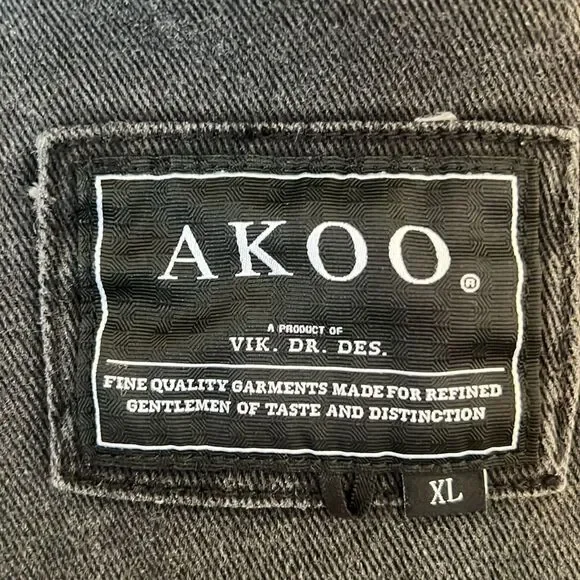 AKOO®
A PRODUCT OF
VIK. DR. DES.
FINE QUALITY GARMENTS MADE FOR REFINED
GENTLEMEN OF TASTE AND DISTINCTION
XL